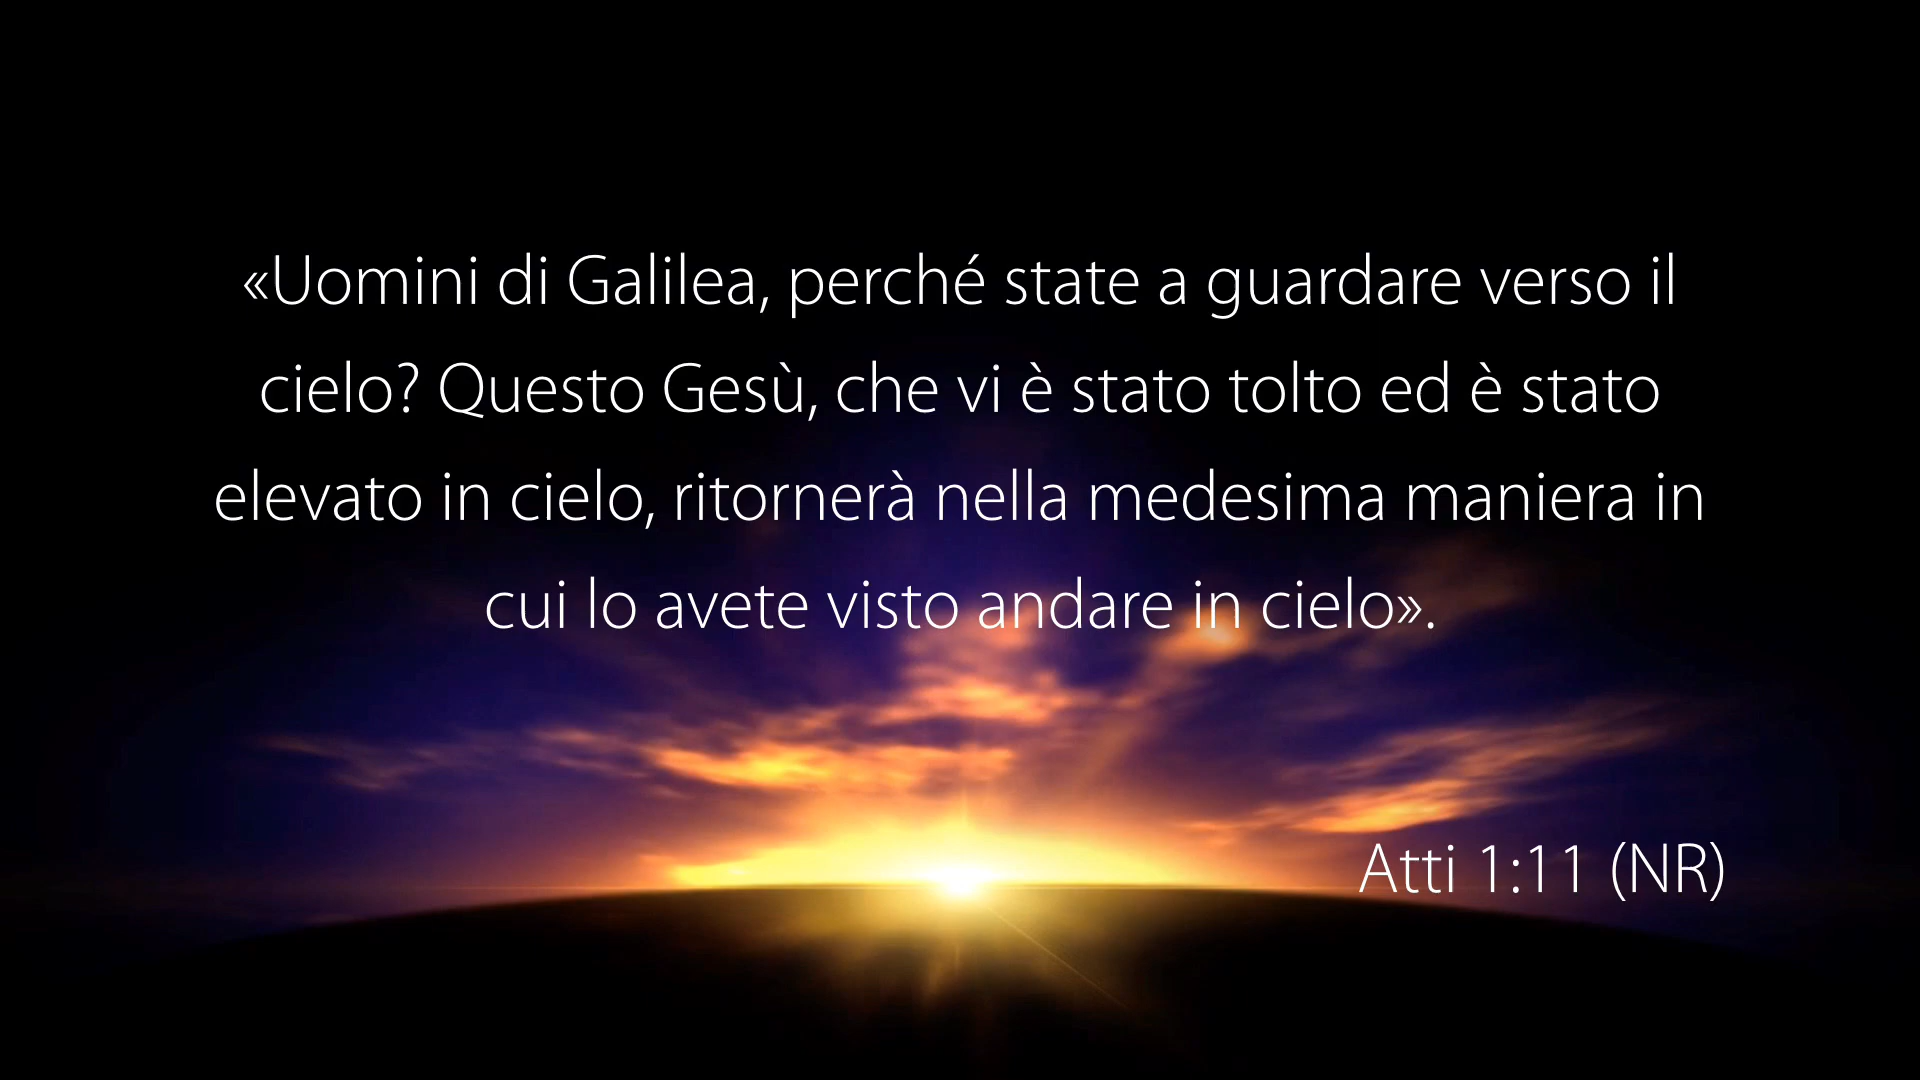 «Uomini di Galilea, perché state a guardare verso il
cielo? Questo Gesù, che vi è stato tolto ed è stato
elevato in cielo, ritornerà nella medesima maniera in
cui lo avete visto andare in cielo».
Atti 1:11 (NR)